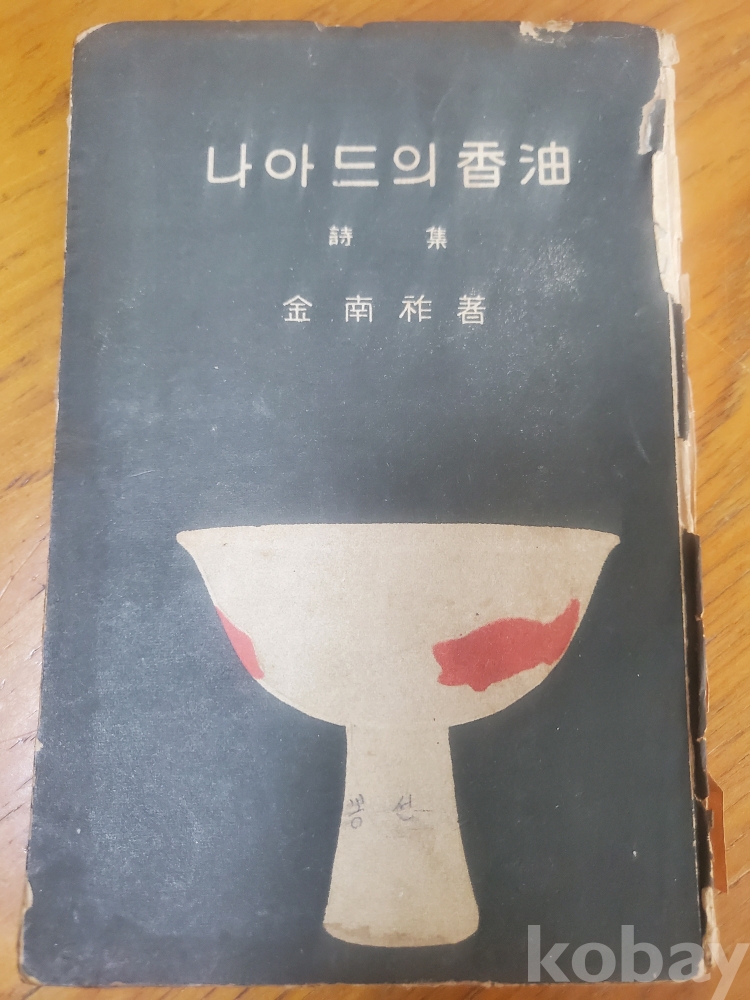 나아드의 香油
詩 集
金 南 祚 著
kobay